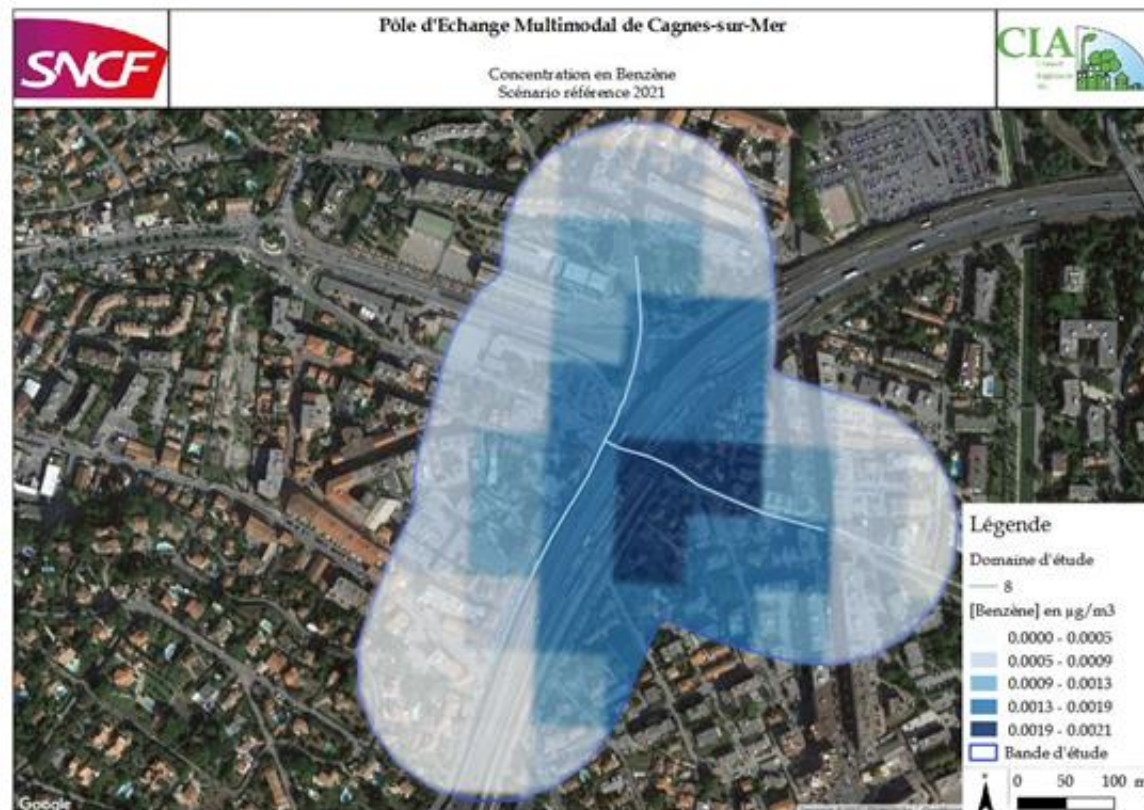 SNCF
Pôle d'Echange Multimodal de Cagnes-sur-Mer
Concentration en Benzène
Scénario référence 2021
CIA
Légende
Domaine d'étude
8
[Benzène] en µg/m3
0.0000 - 0.0005
0.0005 - 0.0009
0.0009 - 0.0013
0.0013 - 0.0019
0.0019 - 0.0021
Bande d'étude
0 50 100 m
Google